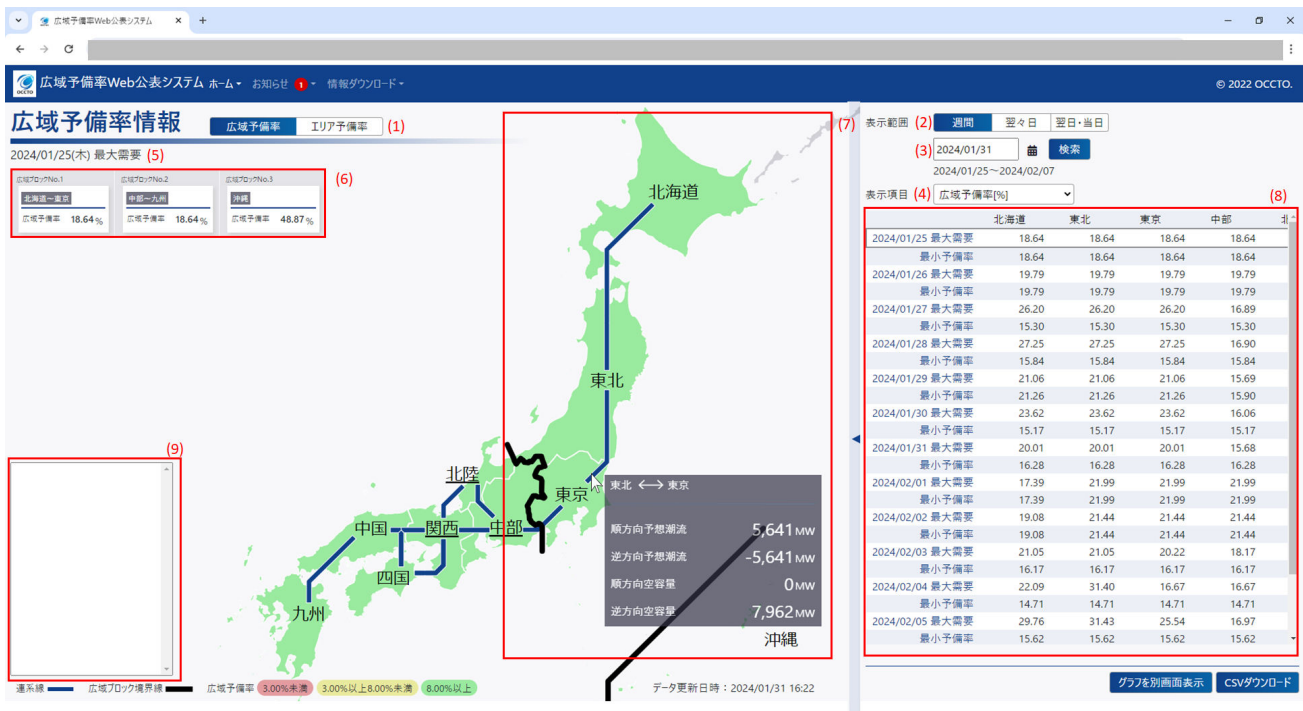 広域予備率Web公表システム
OCCTO 広域予備率Web公表システム ホーム お知らせ 1 情報ダウンロード © 2022 OCCTO.
広域予備率情報 広域予備率 エリア予備率 (1)
2024/01/25(木) 最大需要 (5)
広域ブロックNo.1 広域ブロックNo.2 広域ブロックNo.3
(6)
北海道～東京 中部～九州 沖縄
広域予備率 18.64% 広域予備率 18.64% 広域予備率 48.87%
(7)
北海道
東北
北陸
東京
中国 関西 中部
四国
九州
沖縄
東北 ⟷ 東京
順方向予想潮流 5,641MW
逆方向予想潮流 -5,641MW
順方向空容量 0MW
逆方向空容量 7,962MW
(9)
連系線 広域ブロック境界線 広域予備率 3.00%未満 3.00%以上8.00%未満 8.00%以上 データ更新日時：2024/01/31 16:22
表示範囲 (2) 週間 翌々日 翌日・当日
(3) 2024/01/31 検索
2024/01/25～2024/02/07
表示項目 (4) 広域予備率[%]
(8)
北海道 東北 東京 中部
2024/01/25 最大需要 18.64 18.64 18.64 18.64
最小予備率 18.64 18.64 18.64 18.64
2024/01/26 最大需要 19.79 19.79 19.79 19.79
最小予備率 19.79 19.79 19.79 19.79
2024/01/27 最大需要 26.20 26.20 26.20 16.89
最小予備率 15.30 15.30 15.30 15.30
2024/01/28 最大需要 27.25 27.25 27.25 16.90
最小予備率 15.84 15.84 15.84 15.84
2024/01/29 最大需要 21.06 21.06 21.06 15.69
最小予備率 21.26 21.26 21.26 15.90
2024/01/30 最大需要 23.62 23.62 23.62 16.06
最小予備率 15.17 15.17 15.17 15.17
2024/01/31 最大需要 20.01 20.01 20.01 15.68
最小予備率 16.28 16.28 16.28 16.28
2024/02/01 最大需要 17.39 21.99 21.99 21.99
最小予備率 17.39 21.99 21.99 21.99
2024/02/02 最大需要 19.08 21.44 21.44 21.44
最小予備率 19.08 21.44 21.44 21.44
2024/02/03 最大需要 21.05 21.05 20.22 18.17
最小予備率 16.17 16.17 16.17 16.17
2024/02/04 最大需要 22.09 31.40 16.67 16.67
最小予備率 14.71 14.71 14.71 14.71
2024/02/05 最大需要 29.76 31.43 25.54 16.97
最小予備率 15.62 15.62 15.62 15.62
グラフを別画面表示 CSVダウンロード